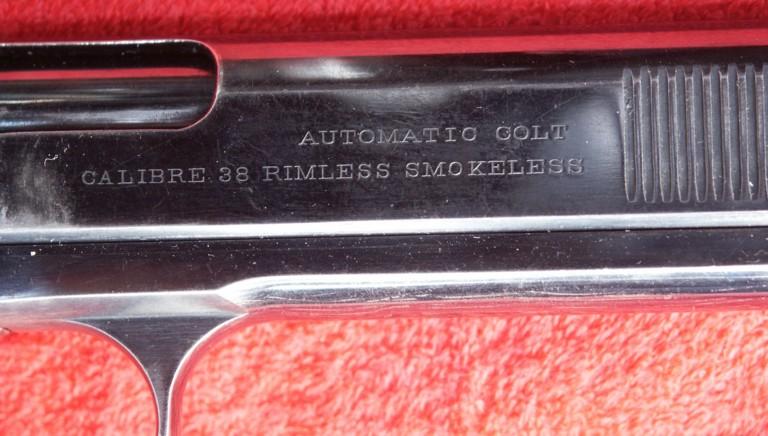 AUTOMATIC COLT
CALIBRE 38 RIMLESS SMOKELESS